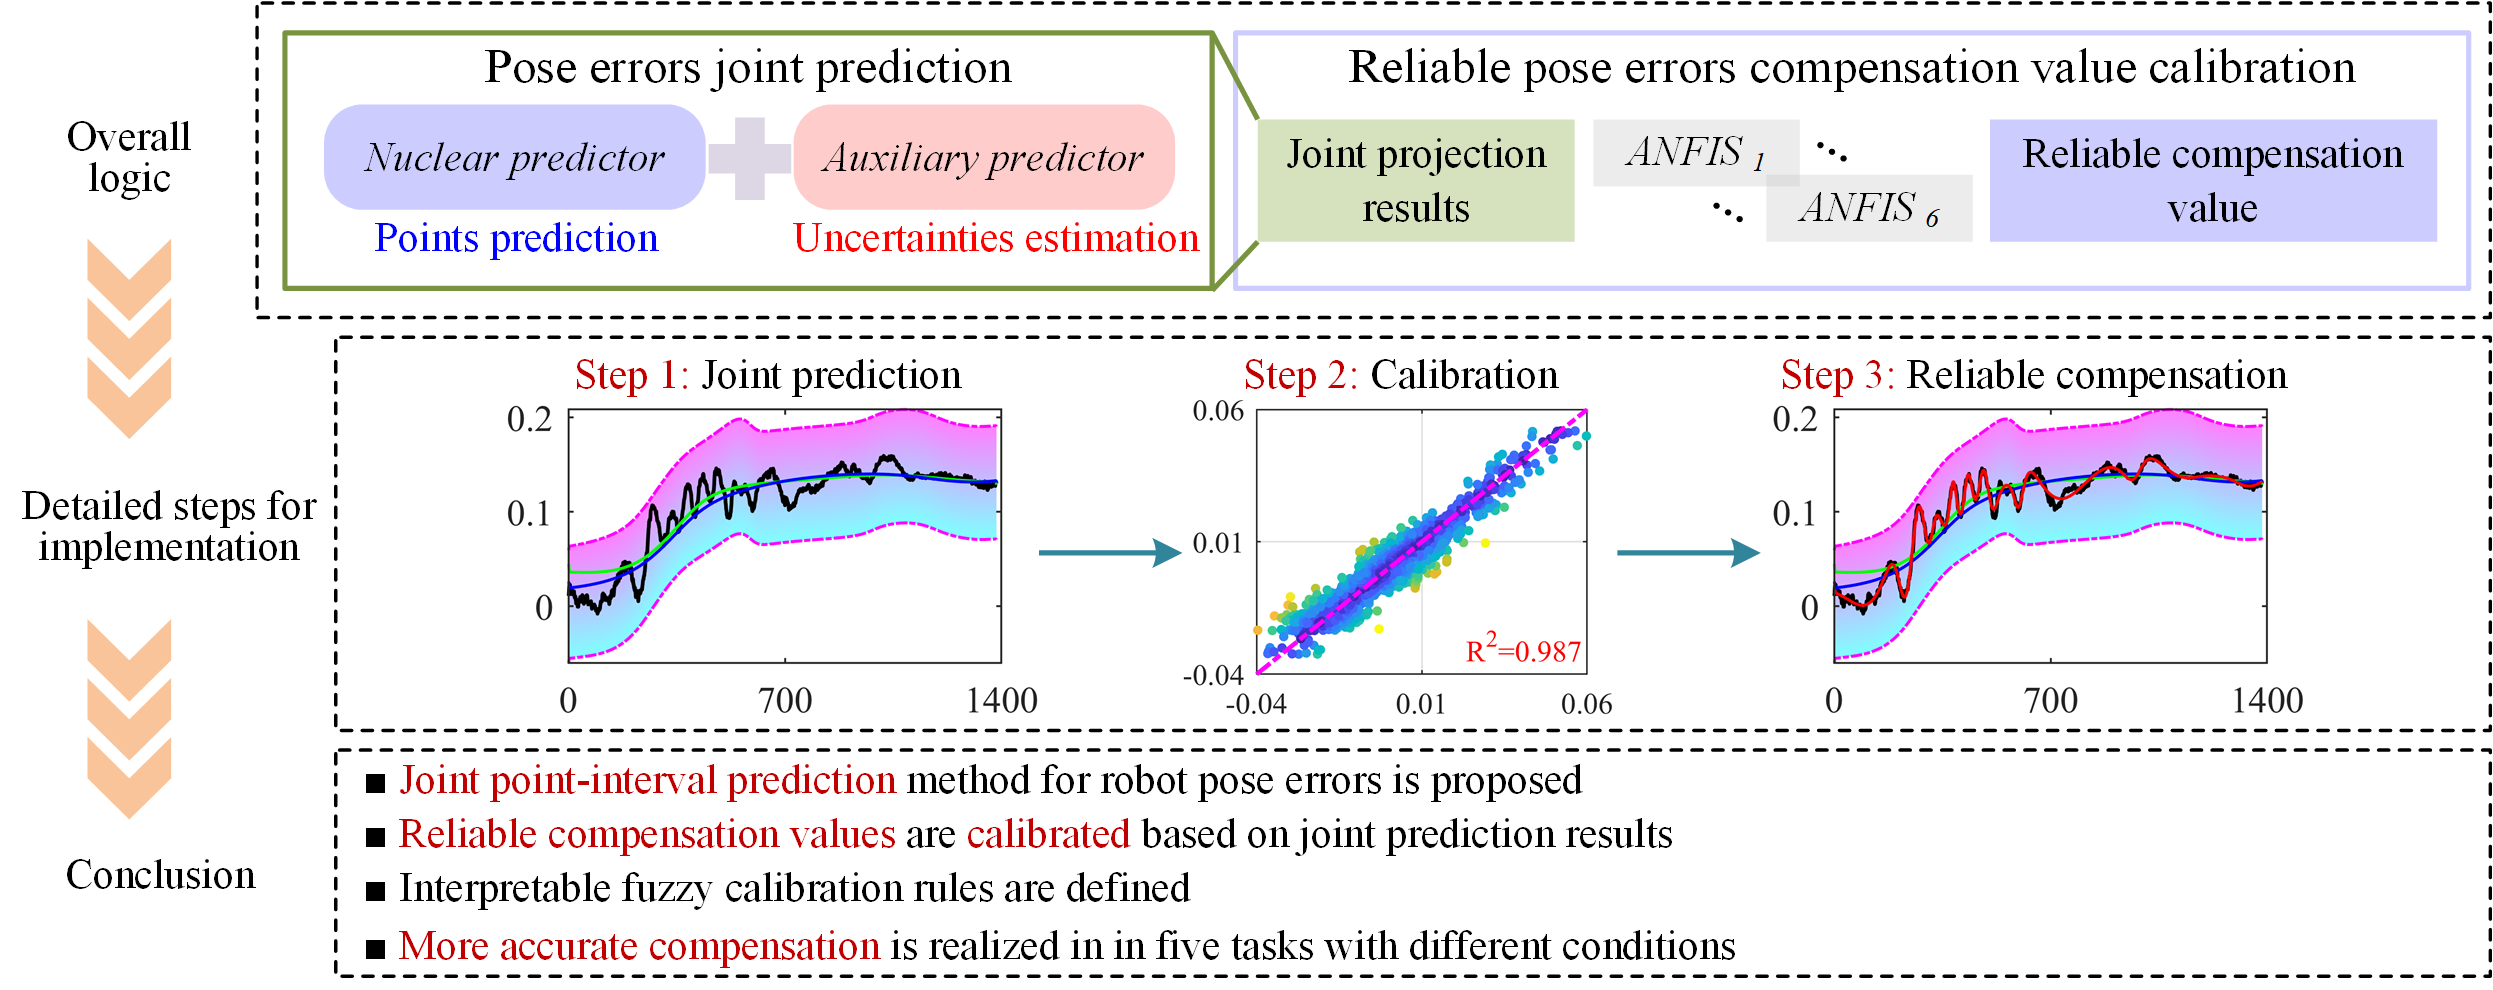 Overall
logic
Pose errors joint prediction
Nuclear predictor
Auxiliary predictor
Points prediction
Uncertainties estimation
Reliable pose errors compensation value calibration
Joint projection
results
ANFIS 1
ANFIS 6
Reliable compensation
value
Detailed steps for
implementation
Step 1: Joint prediction
0.2
0.1
0
0
700
1400
Step 2: Calibration
0.06
0.01
-0.04
R²=0.987
-0.04
0.01
0.06
Step 3: Reliable compensation
0.2
0.1
0
0
700
1400
Conclusion
■ Joint point-interval prediction method for robot pose errors is proposed
■ Reliable compensation values are calibrated based on joint prediction results
■ Interpretable fuzzy calibration rules are defined
■ More accurate compensation is realized in in five tasks with different conditions